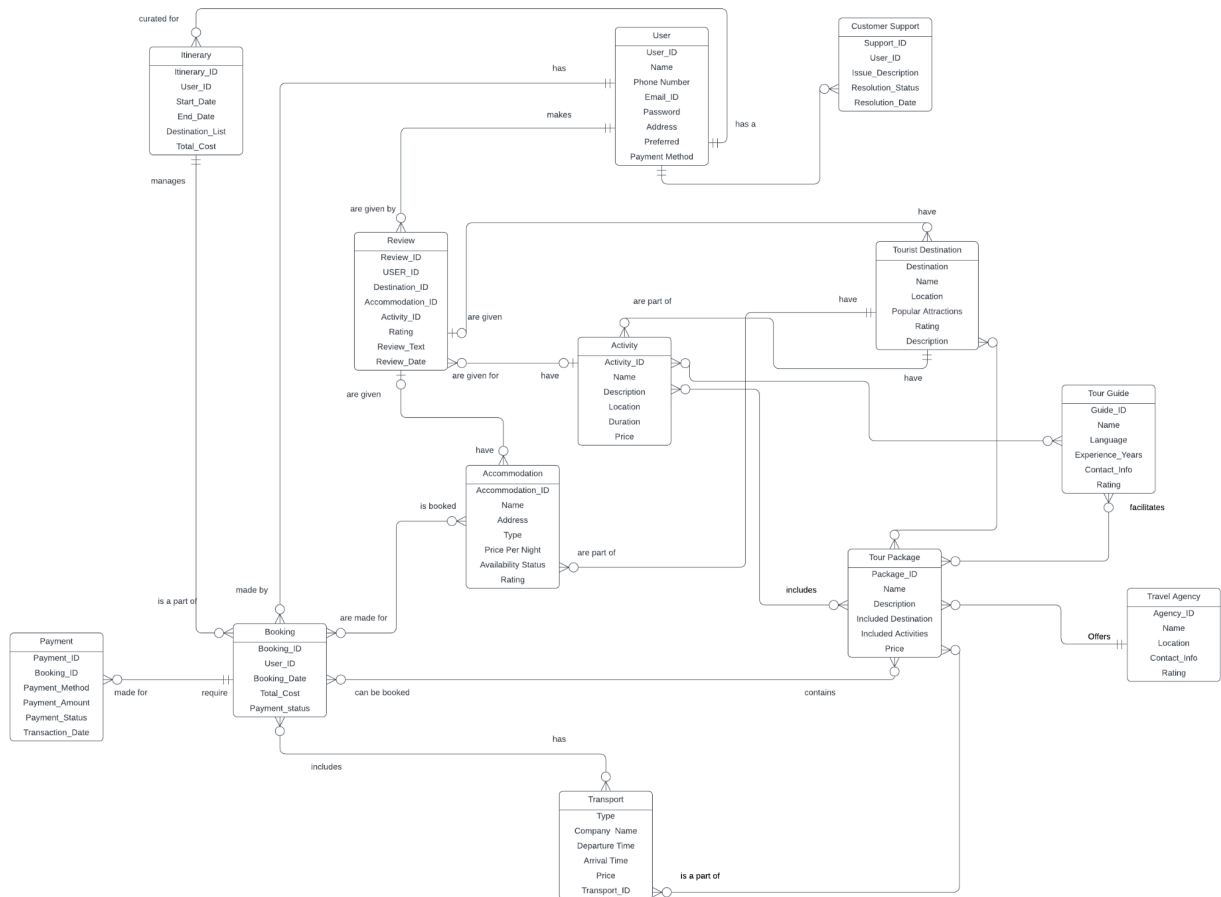 curated for
Itinerary
Itinerary_ID
User_ID
Start_Date
End_Date
Destination_List
Total_Cost
manages
User
User_ID
Name
Phone Number
Email_ID
Password
Address
Preferred
Payment Method
has
makes
has a
Customer Support
Support_ID
User_ID
Issue_Description
Resolution_Status
Resolution_Date
are given by
Review
Review_ID
USER_ID
Destination_ID
Accommodation_ID
Activity_ID
Rating
Review_Text
Review_Date
are given
are given for
have
are given
have
Tourist Destination
Destination
Name
Location
Popular Attractions
Rating
Description
have
have
are part of
Activity
Activity_ID
Name
Description
Location
Duration
Price
Tour Guide
Guide_ID
Name
Language
Experience_Years
Contact_Info
Rating
facilitates
have
Accommodation
Accommodation_ID
Name
Address
Type
Price Per Night
Availability Status
Rating
is booked
are part of
Tour Package
Package_ID
Name
Description
Included Destination
Included Activities
Price
includes
Travel Agency
Agency_ID
Name
Location
Contact_Info
Rating
Offers
made by
is a part of
are made for
Booking
Booking_ID
User_ID
Booking_Date
Total_Cost
Payment_status
can be booked
contains
Payment
Payment_ID
Booking_ID
Payment_Method
Payment_Amount
Payment_Status
Transaction_Date
made for
require
has
includes
Transport
Type
Company Name
Departure Time
Arrival Time
Price
Transport_ID
is a part of